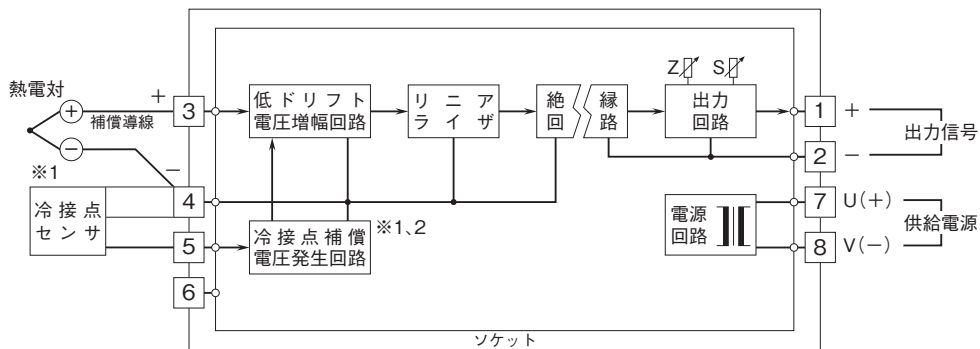 熱電対
+
−
補償導線
+
−
※1
冷接点
センサ
3
4
5
6
低ドリフト
電圧増幅回路
リニア
ライザ
絶縁
回路
Z
S
出力
回路
冷接点補償
電圧発生回路
※1、2
電源
回路
1
+
2
−
出力信号
7
U(+)
8
V(−)
供給電源
ソケット